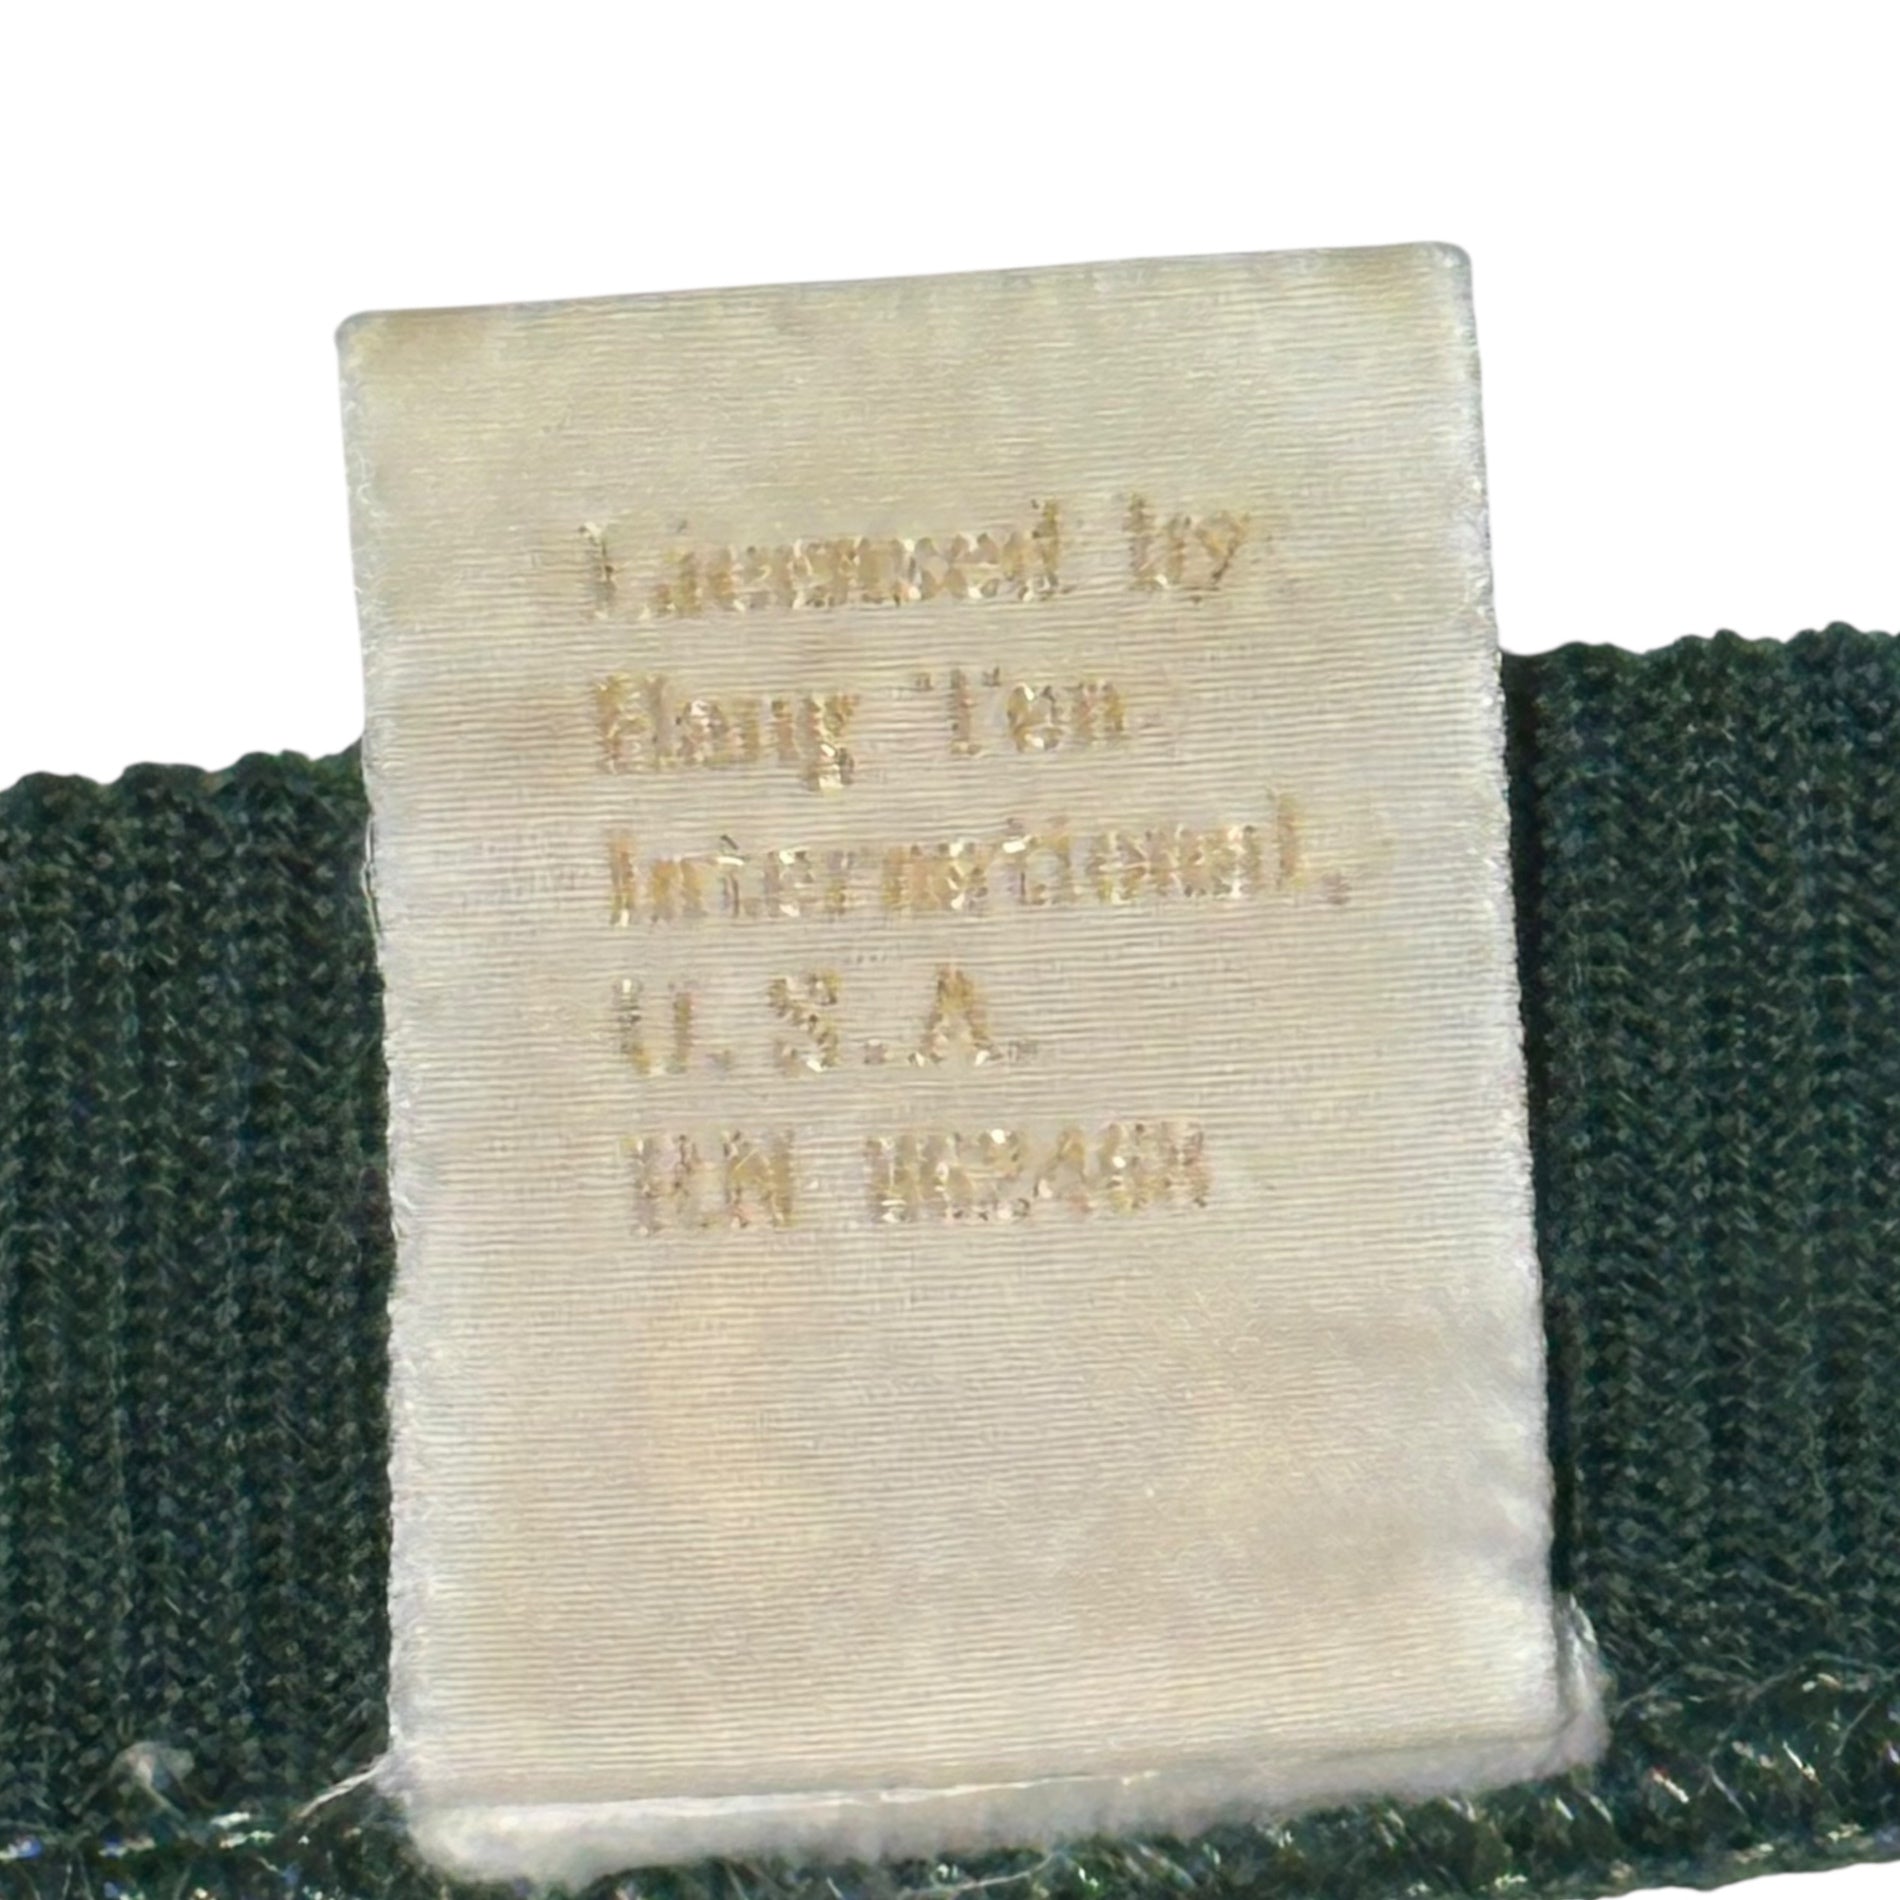 Licensed by
Hang Ten
International,
U.S.A.
RN